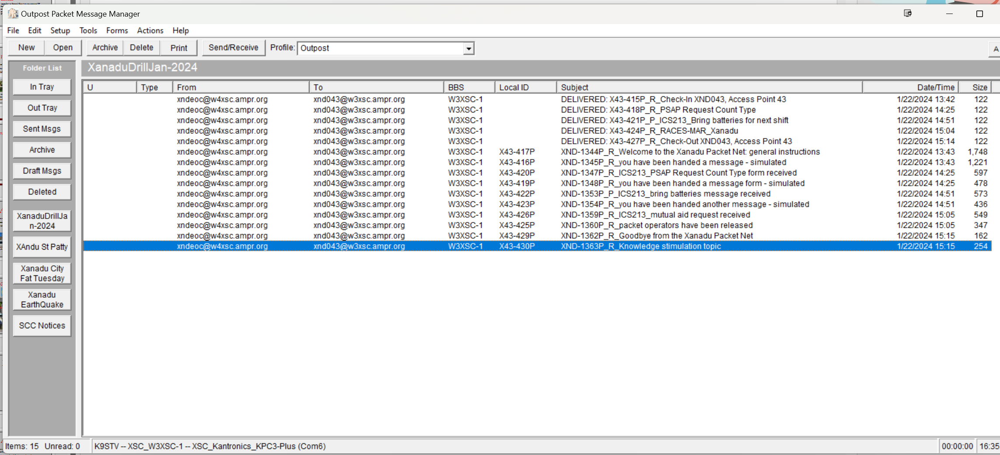 Outpost Packet Message Manager
File Edit Setup Tools Forms Actions Help
New Open Archive Delete Print Send/Receive Profile: Outpost A
Folder List
In Tray
Out Tray
Sent Msgs
Archive
Draft Msgs
Deleted
XanaduDrillJa
n-2024
XAndu St Patty
Xanadu City
Fat Tuesday
Xanadu
EarthQuake
SCC Notices
XanaduDrillJan-2024
U Type From To BBS Local ID Subject Date/Time Size
xndeoc@w4xsc.ampr.org xnd043@w3xsc.ampr.org W3XSC-1 DELIVERED: X43-415P_R_Check-In XND043, Access Point 43 1/22/2024 13:42 122
xndeoc@w4xsc.ampr.org xnd043@w3xsc.ampr.org W3XSC-1 DELIVERED: X43-418P_R_PSAP Request Count Type 1/22/2024 14:25 122
xndeoc@w4xsc.ampr.org xnd043@w3xsc.ampr.org W3XSC-1 DELIVERED: X43-421P_P_ICS213_Bring batteries for next shift 1/22/2024 14:51 122
xndeoc@w4xsc.ampr.org xnd043@w3xsc.ampr.org W3XSC-1 DELIVERED: X43-424P_R_RACES-MAR_Xanadu 1/22/2024 15:04 122
xndeoc@w4xsc.ampr.org xnd043@w3xsc.ampr.org W3XSC-1 DELIVERED: X43-427P_R_Check-Out XND043, Access Point 43 1/22/2024 15:14 122
xndeoc@w4xsc.ampr.org xnd043@w3xsc.ampr.org W3XSC-1 X43-417P XND-1344P_R_Welcome to the Xanadu Packet Net: general instructions 1/22/2024 13:43 1,748
xndeoc@w4xsc.ampr.org xnd043@w3xsc.ampr.org W3XSC-1 X43-416P XND-1345P_R_you have been handed a message - simulated 1/22/2024 13:43 1,221
xndeoc@w4xsc.ampr.org xnd043@w3xsc.ampr.org W3XSC-1 X43-420P XND-1347P_R_ICS213_PSAP Request Count Type form received 1/22/2024 14:25 597
xndeoc@w4xsc.ampr.org xnd043@w3xsc.ampr.org W3XSC-1 X43-419P XND-1348P_R_you have been handed a message form - simulated 1/22/2024 14:25 478
xndeoc@w4xsc.ampr.org xnd043@w3xsc.ampr.org W3XSC-1 X43-422P XND-1353P_P_ICS213_bring batteries message received 1/22/2024 14:51 573
xndeoc@w4xsc.ampr.org xnd043@w3xsc.ampr.org W3XSC-1 X43-423P XND-1354P_R_you have been handed another message - simulated 1/22/2024 14:51 436
xndeoc@w4xsc.ampr.org xnd043@w3xsc.ampr.org W3XSC-1 X43-426P XND-1359P_R_ICS213_mutual aid request received 1/22/2024 15:05 549
xndeoc@w4xsc.ampr.org xnd043@w3xsc.ampr.org W3XSC-1 X43-425P XND-1360P_R_packet operators have been released 1/22/2024 15:05 347
xndeoc@w4xsc.ampr.org xnd043@w3xsc.ampr.org W3XSC-1 X43-429P XND-1362P_R_Goodbye from the Xanadu Packet Net 1/22/2024 15:15 162
xndeoc@w4xsc.ampr.org xnd043@w3xsc.ampr.org W3XSC-1 X43-430P XND-1363P_R_Knowledge stimulation topic 1/22/2024 15:15 254
Items: 15 Unread: 0 K9STV -- XSC_W3XSC-1 -- XSC_Kantronics_KPC3-Plus (Com6) 00:00:00 16:35